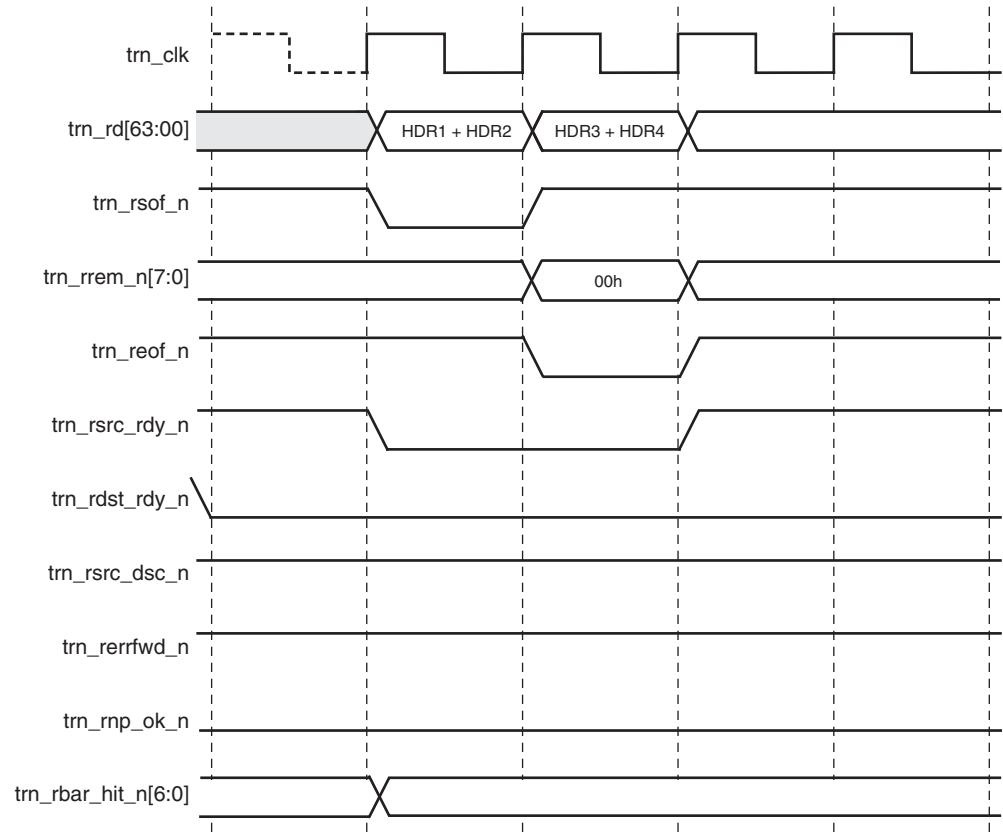 trn_clk
trn_rd[63:00]
HDR1 + HDR2
HDR3 + HDR4
trn_rsof_n
trn_rrem_n[7:0]
00h
trn_reof_n
trn_rsrc_rdy_n
trn_rdst_rdy_n
trn_rsrc_dsc_n
trn_rerrfwd_n
trn_rnp_ok_n
trn_rbar_hit_n[6:0]